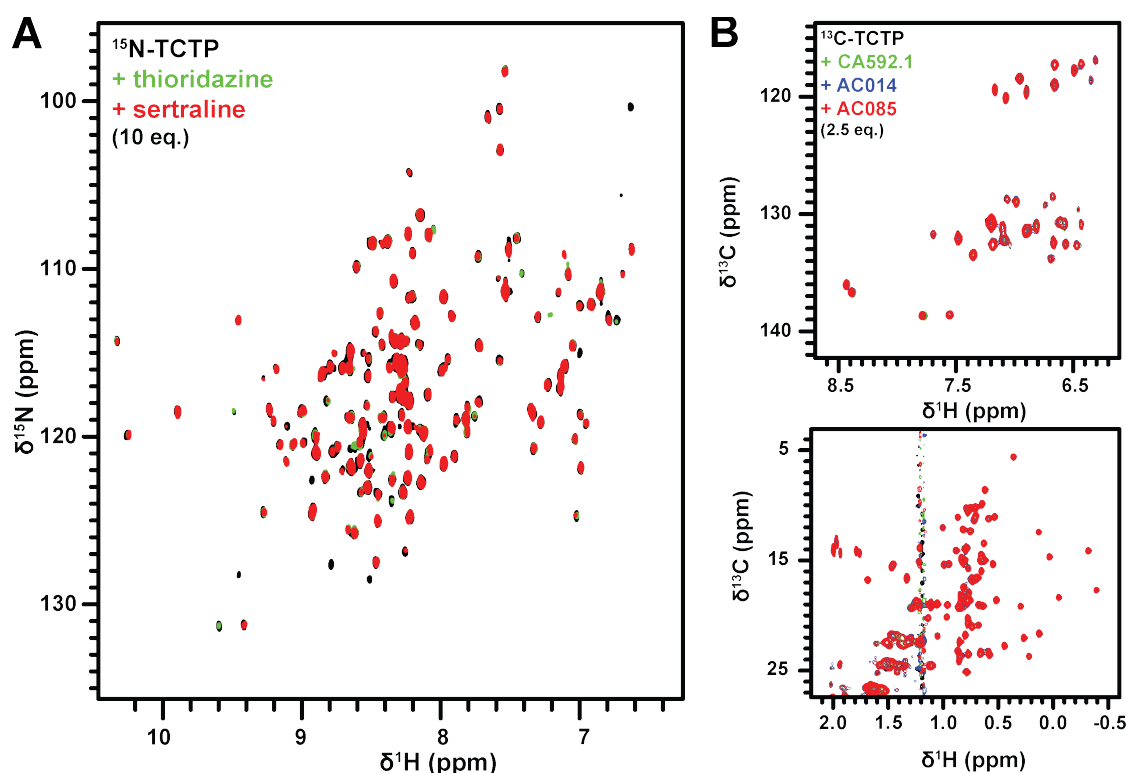 A
¹⁵N-TCTP
+ thioridazine
+ sertraline
(10 eq.)
100
110
120
130
δ¹⁵N (ppm)
10 9 8 7
δ¹H (ppm)
B
¹³C-TCTP
+ CA592.1
+ AC014
+ AC085
(2.5 eq.)
120
130
140
δ¹³C (ppm)
8.5 7.5 6.5
δ¹H (ppm)
5
15
25
δ¹³C (ppm)
2.0 1.5 1.0 0.5 0.0 -0.5
δ¹H (ppm)